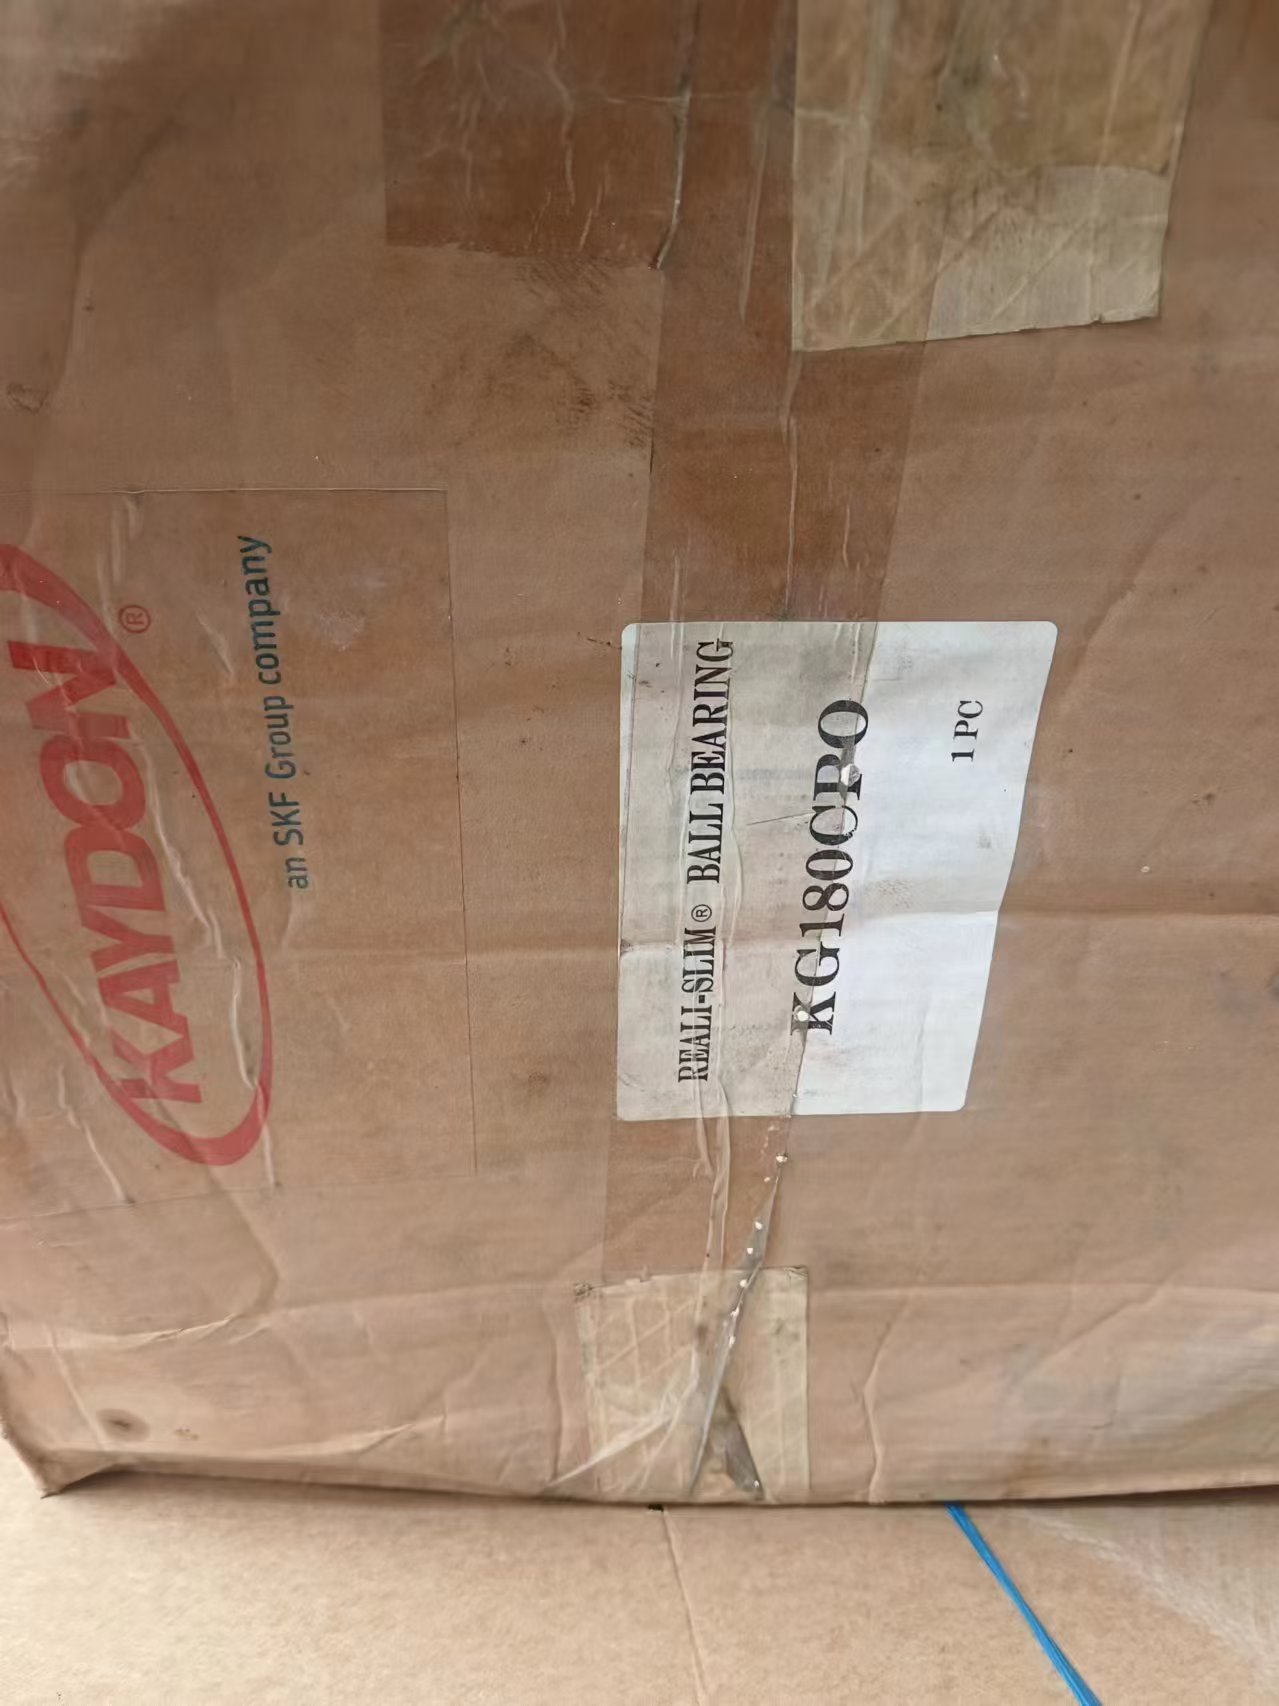 KAYDON®
an SKF Group company
REALI-SLIM® BALL BEARING
KG180CPO
1 PC